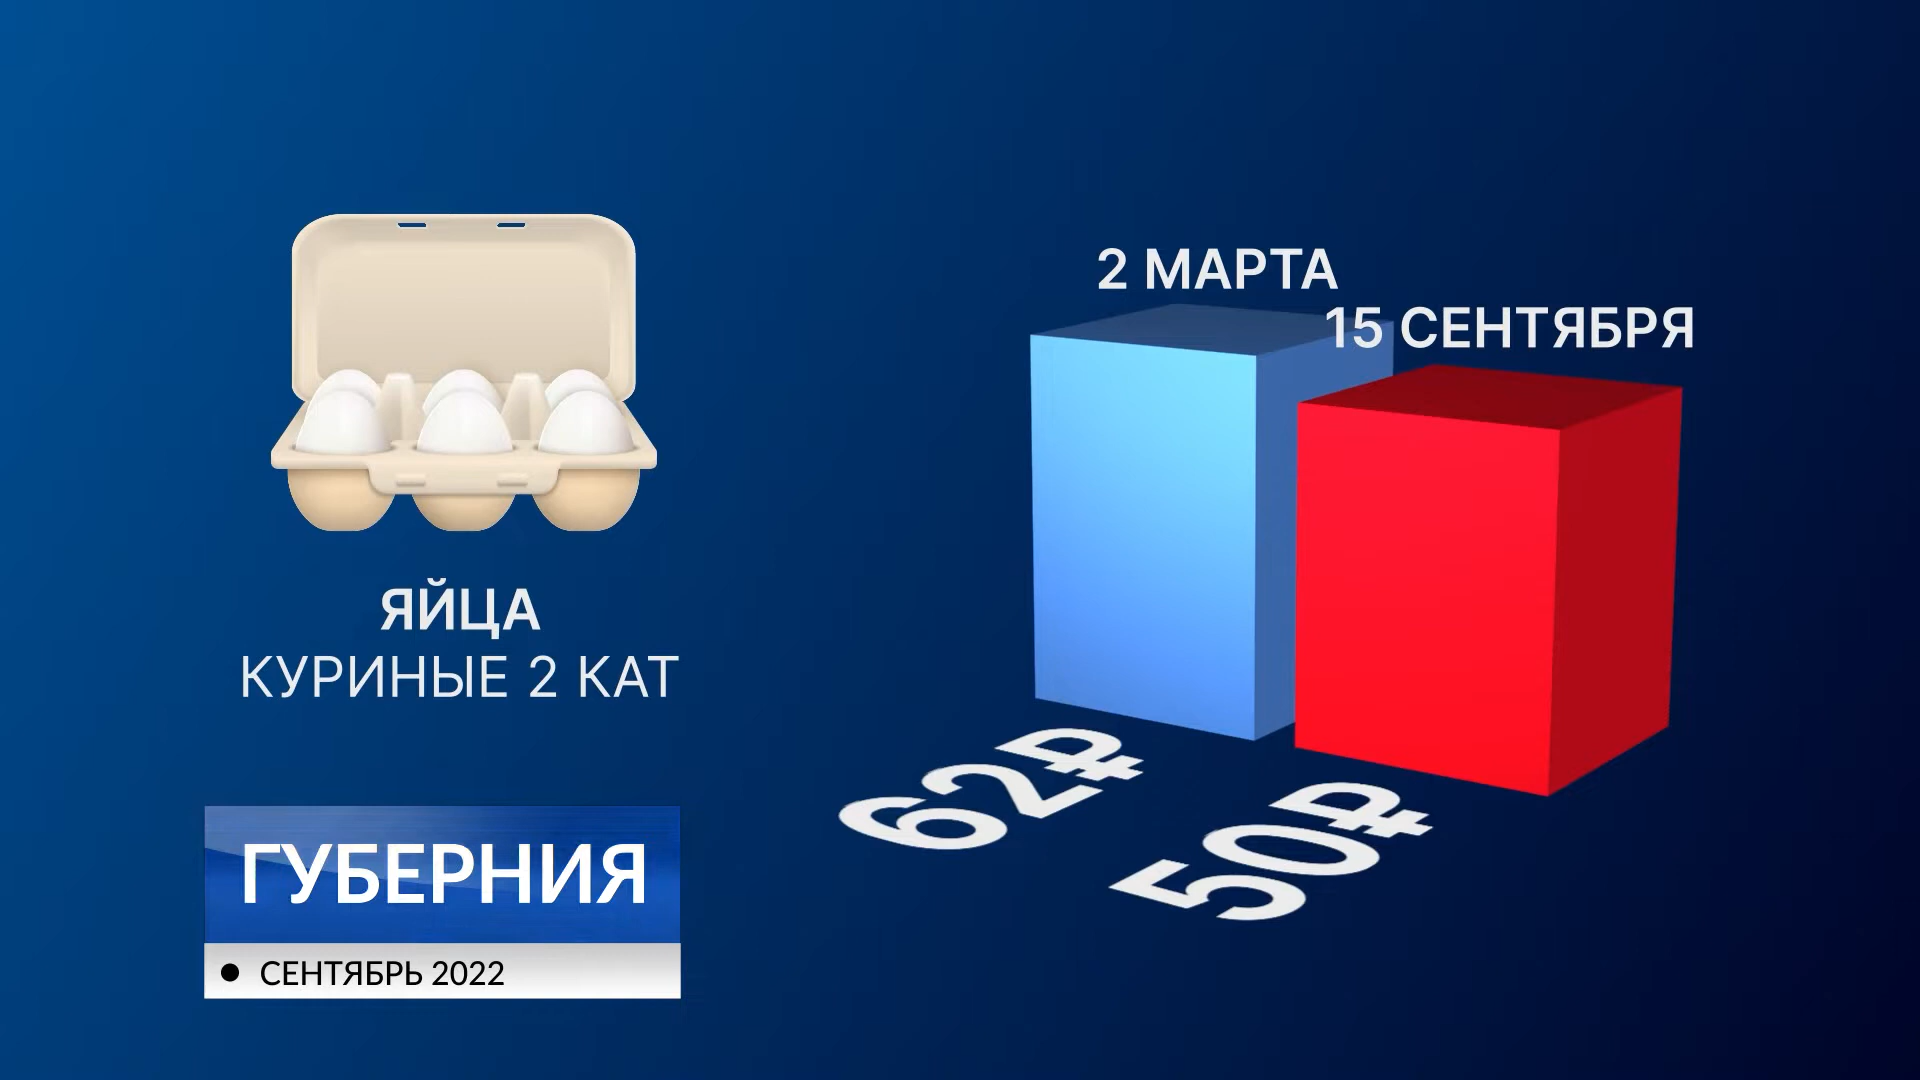 ЯЙЦА
КУРИНЫЕ 2 КАТ
2 МАРТА
15 СЕНТЯБРЯ
62₽
50₽
ГУБЕРНИЯ
• СЕНТЯБРЬ 2022